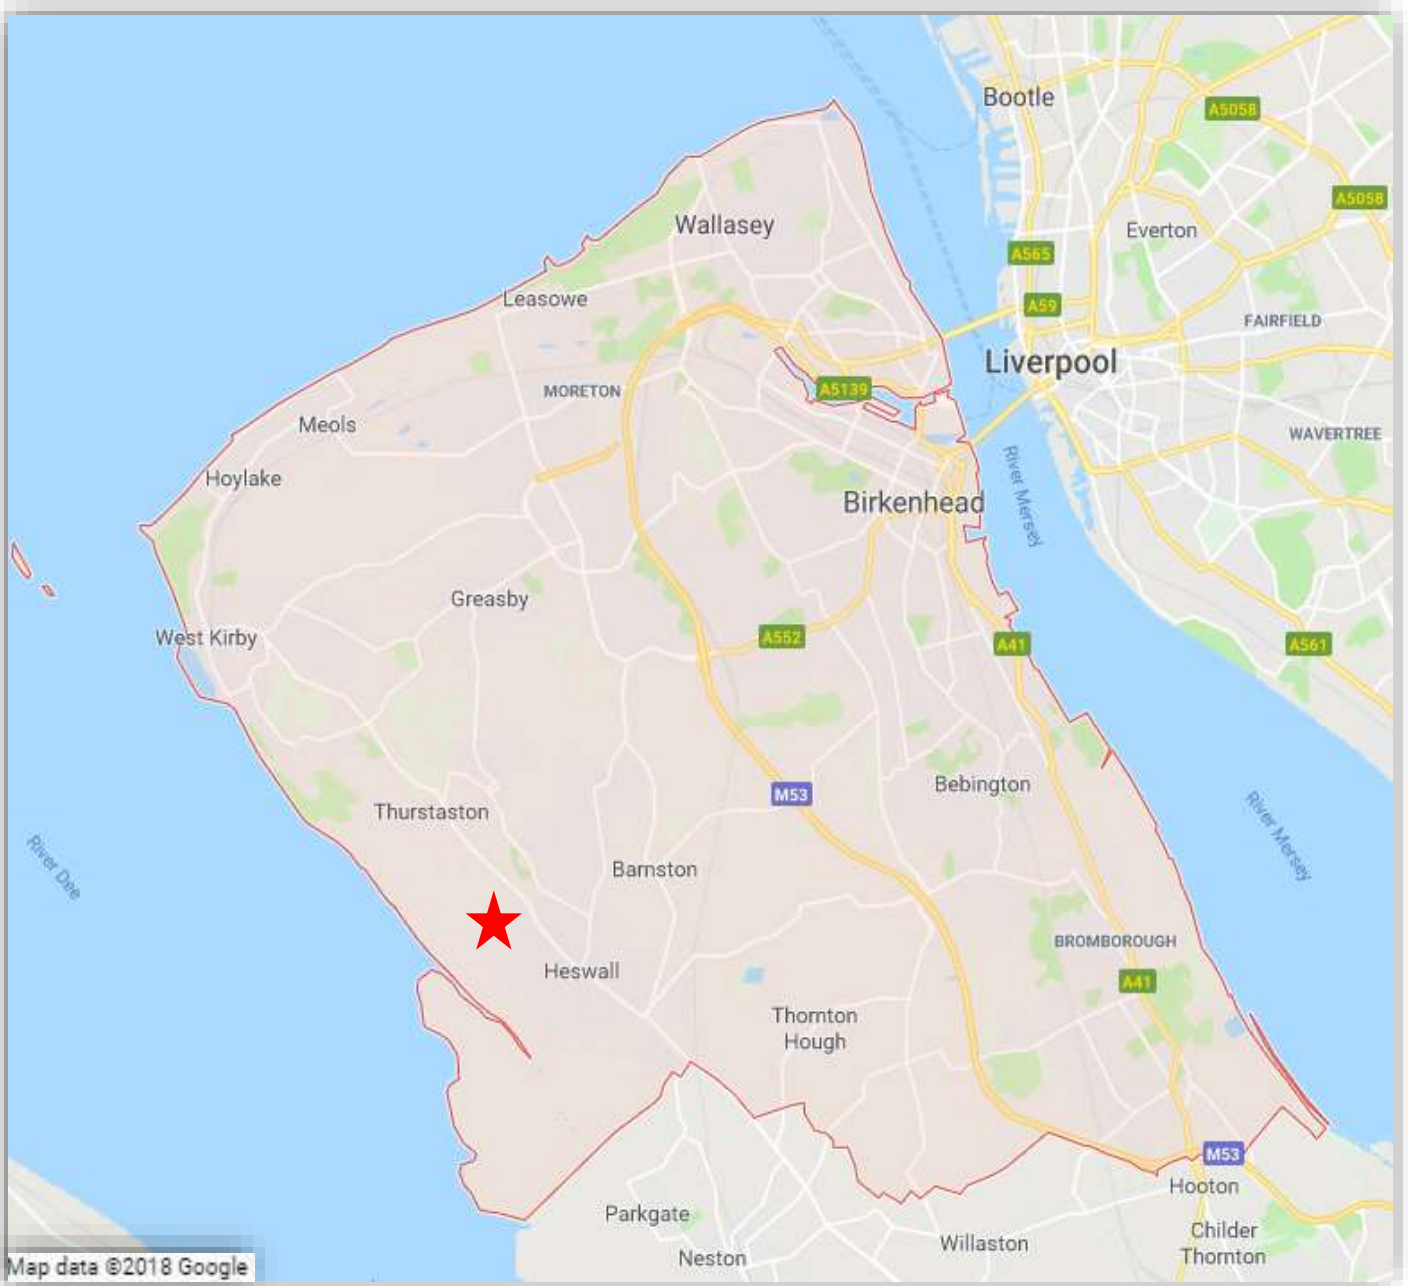 Bootle
A5058
A5058
Wallasey
Everton
A565
Leasowe
A59
FAIRFIELD
Liverpool
MORETON
A5139
Meols
WAVERTREE
Hoylake
River Mersey
Birkenhead
Greasby
West Kirby
A552
A41
A561
Bebington
M53
Thurstaston
River Mersey
River Dee
Barnston
BROMBOROUGH
Heswall
A41
Thornton
Hough
M53
Hooton
Parkgate
Childer
Thornton
Willaston
Neston
Map data ©2018 Google